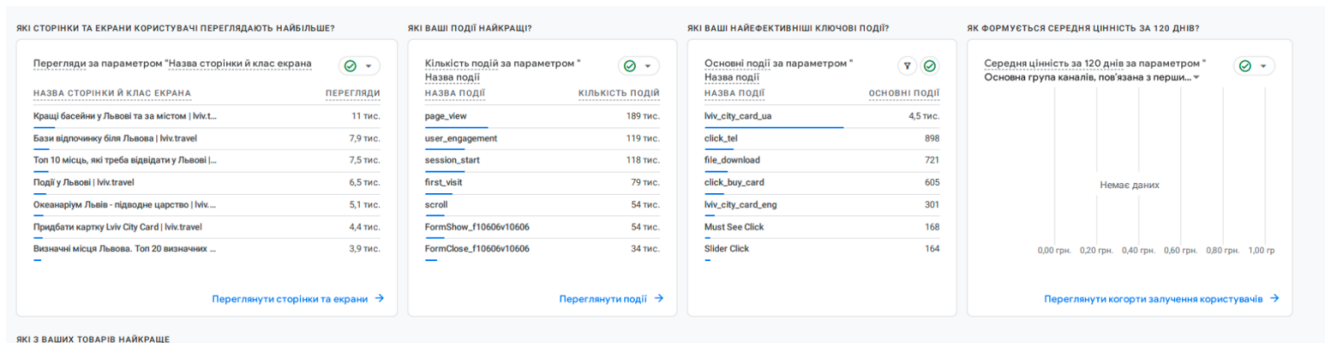 ЯКІ СТОРІНКИ ТА ЕКРАНИ КОРИСТУВАЧІ ПЕРЕГЛЯДАЮТЬ НАЙБІЛЬШЕ?
Перегляди за параметром "Назва сторінки й клас екрана
НАЗВА СТОРІНКИ Й КЛАС ЕКРАНА ПЕРЕГЛЯДИ
Кращі басейни у Львові та за містом | lviv.t... 11 тис.
Бази відпочинку біля Львова | lviv.travel 7,9 тис.
Топ 10 місць, які треба відвідати у Львові |... 7,5 тис.
Події у Львові | lviv.travel 6,5 тис.
Океанаріум Львів - підводне царство | lviv.... 5,1 тис.
Придбати картку Lviv City Card | lviv.travel 4,4 тис.
Визначні місця Львова. Топ 20 визначних ... 3,9 тис.
Переглянути сторінки та екрани →
ЯКІ ВАШІ ПОДІЇ НАЙКРАЩІ?
Кількість подій за параметром "
Назва події
НАЗВА ПОДІЇ КІЛЬКІСТЬ ПОДІЙ
page_view 189 тис.
user_engagement 119 тис.
session_start 118 тис.
first_visit 79 тис.
scroll 54 тис.
FormShow_f10606v10606 54 тис.
FormClose_f10606v10606 34 тис.
Переглянути події →
ЯКІ ВАШІ НАЙЕФЕКТИВНІШІ КЛЮЧОВІ ПОДІЇ?
Основні події за параметром "
Назва події
НАЗВА ПОДІЇ ОСНОВНІ ПОДІЇ
lviv_city_card_ua 4,5 тис.
click_tel 898
file_download 721
click_buy_card 605
lviv_city_card_eng 301
Must See Click 168
Slider Click 164
ЯК ФОРМУЄТЬСЯ СЕРЕДНЯ ЦІННІСТЬ ЗА 120 ДНІВ?
Середня цінність за 120 днів за параметром "
Основна група каналів, пов'язана з перши...
Немає даних
0,00 грн. 0,20 грн. 0,40 грн. 0,60 грн. 0,80 грн. 1,00 гр
Переглянути когорти залучення користувачів →
ЯКІ З ВАШИХ ТОВАРІВ НАЙКРАЩЕ